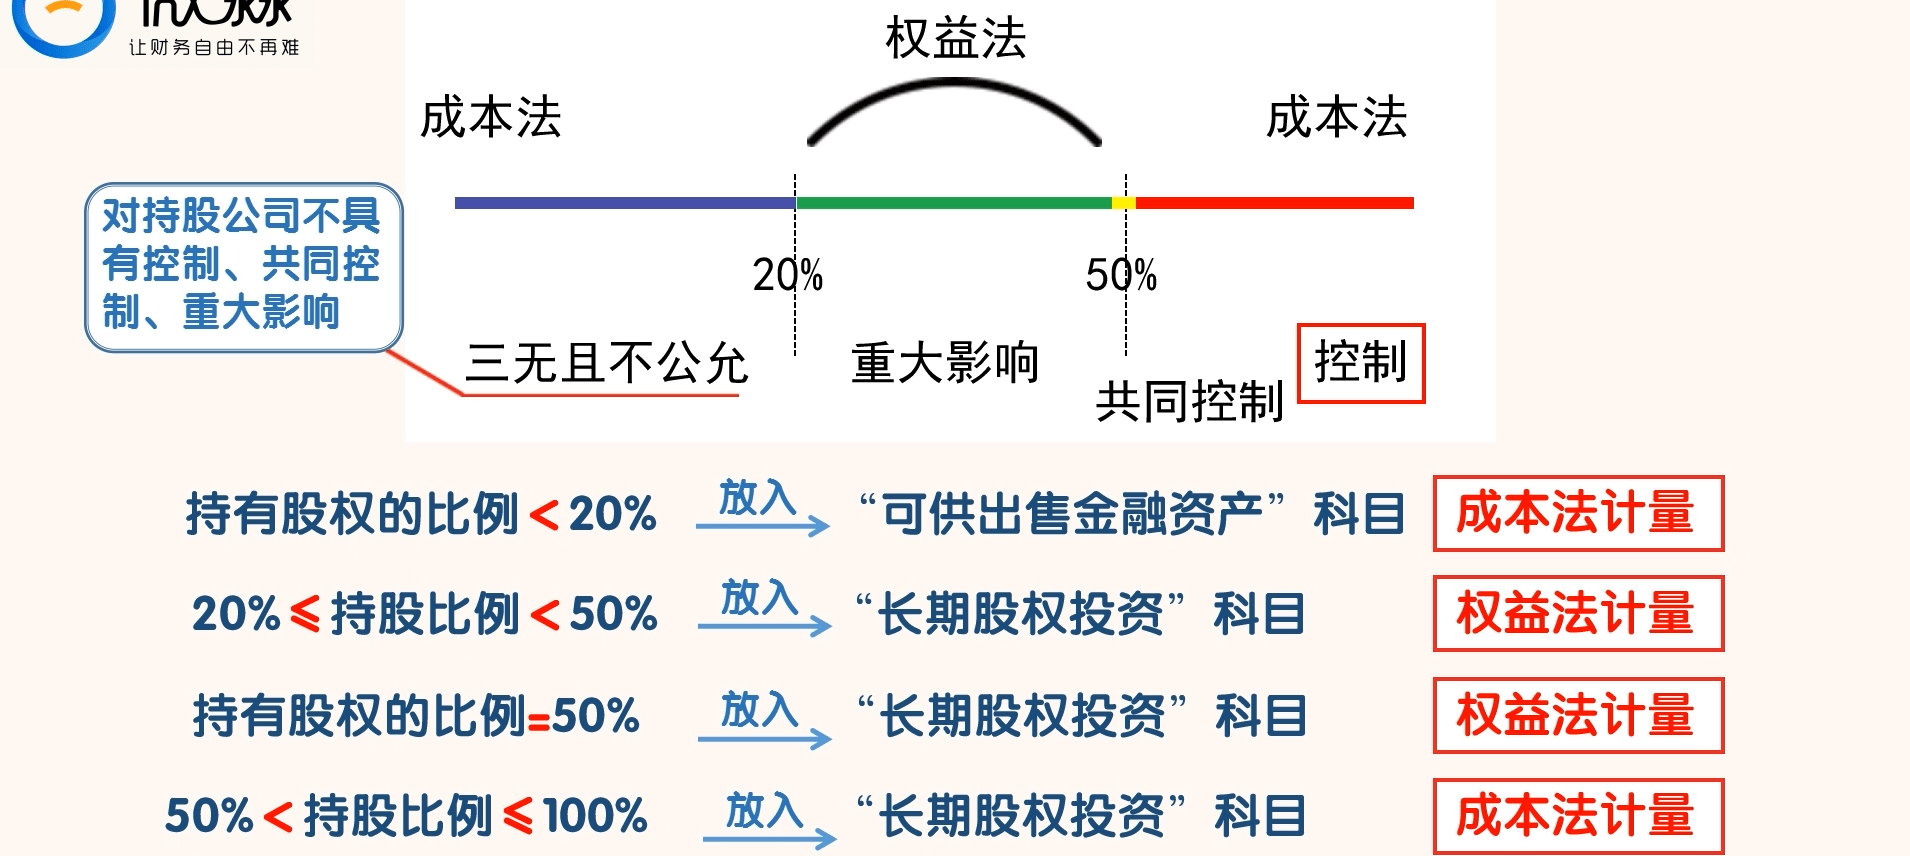 让财务自由不再难
权益法
成本法 成本法
对持股公司不具
有控制、共同控
制、重大影响
20% 50%
三无且不公允 重大影响 共同控制 控制
持有股权的比例 < 20% 放入 “可供出售金融资产” 科目 成本法计量
20% ≤ 持股比例 < 50% 放入 “长期股权投资” 科目 权益法计量
持有股权的比例=50% 放入 “长期股权投资” 科目 权益法计量
50% < 持股比例 ≤ 100% 放入 “长期股权投资” 科目 成本法计量